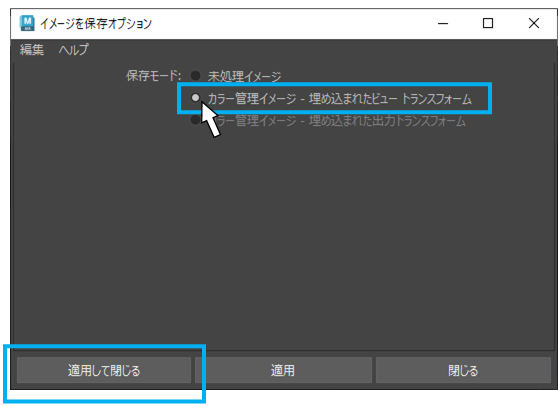 イメージを保存オプション
編集 ヘルプ
保存モード: 未処理イメージ
カラー管理イメージ - 埋め込まれたビュー トランスフォーム
カラー管理イメージ - 埋め込まれた出力トランスフォーム
適用して閉じる 適用 閉じる